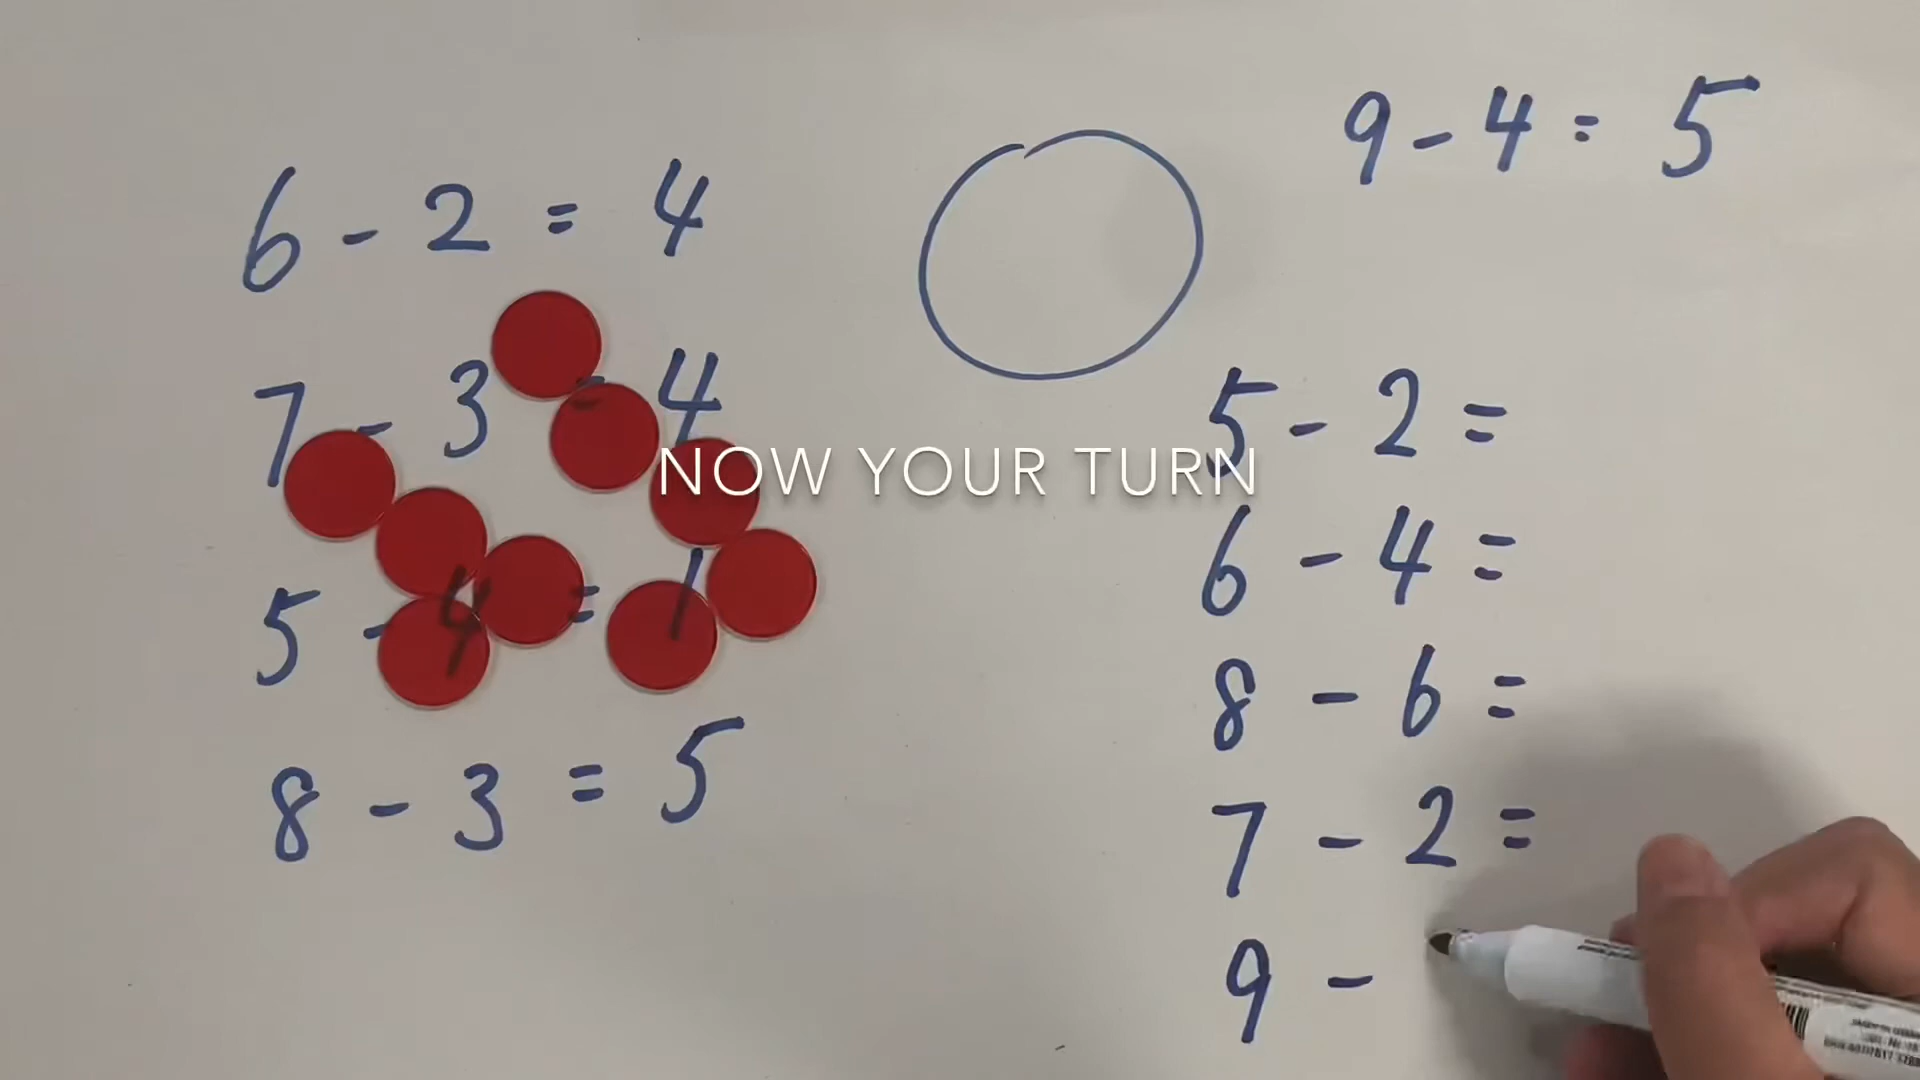 6 - 2 = 4
7 - 3 = 4
5 - 4 = 1
8 - 3 = 5
9 - 4 = 5
NOW YOUR TURN
5 - 2 =
6 - 4 =
8 - 6 =
7 - 2 =
9 -